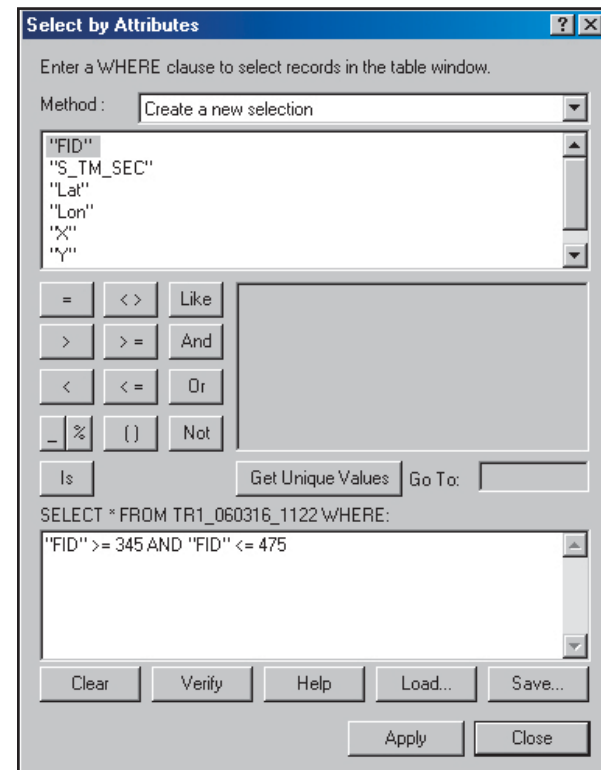 Select by Attributes ? ×
Enter a WHERE clause to select records in the table window.
Method : Create a new selection
"FID"
"S_TM_SEC"
"Lat"
"Lon"
"X"
"Y"
= < > Like
> > = And
< < = Or
_ % ( ) Not
Is Get Unique Values Go To:
SELECT * FROM TR1_060316_1122 WHERE:
"FID" >= 345 AND "FID" <= 475
Clear Verify Help Load... Save...
Apply Close